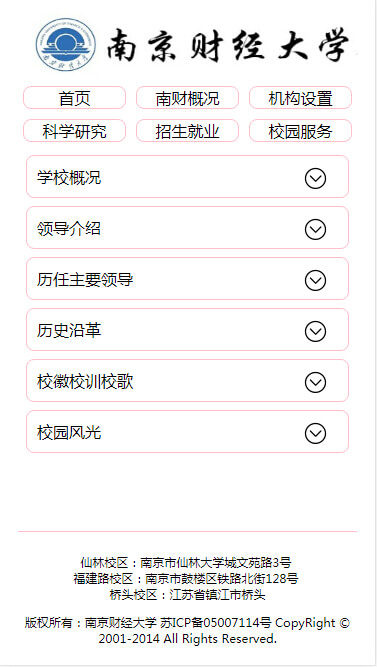 南京财经大学
首页 南财概况 机构设置
科学研究 招生就业 校园服务
学校概况
领导介绍
历任主要领导
历史沿革
校徽校训校歌
校园风光
仙林校区：南京市仙林大学城文苑路3号
福建路校区：南京市鼓楼区铁路北街128号
桥头校区：江苏省镇江市桥头
版权所有：南京财经大学 苏ICP备05007114号 CopyRight ©
2001-2014 All Rights Reserved.